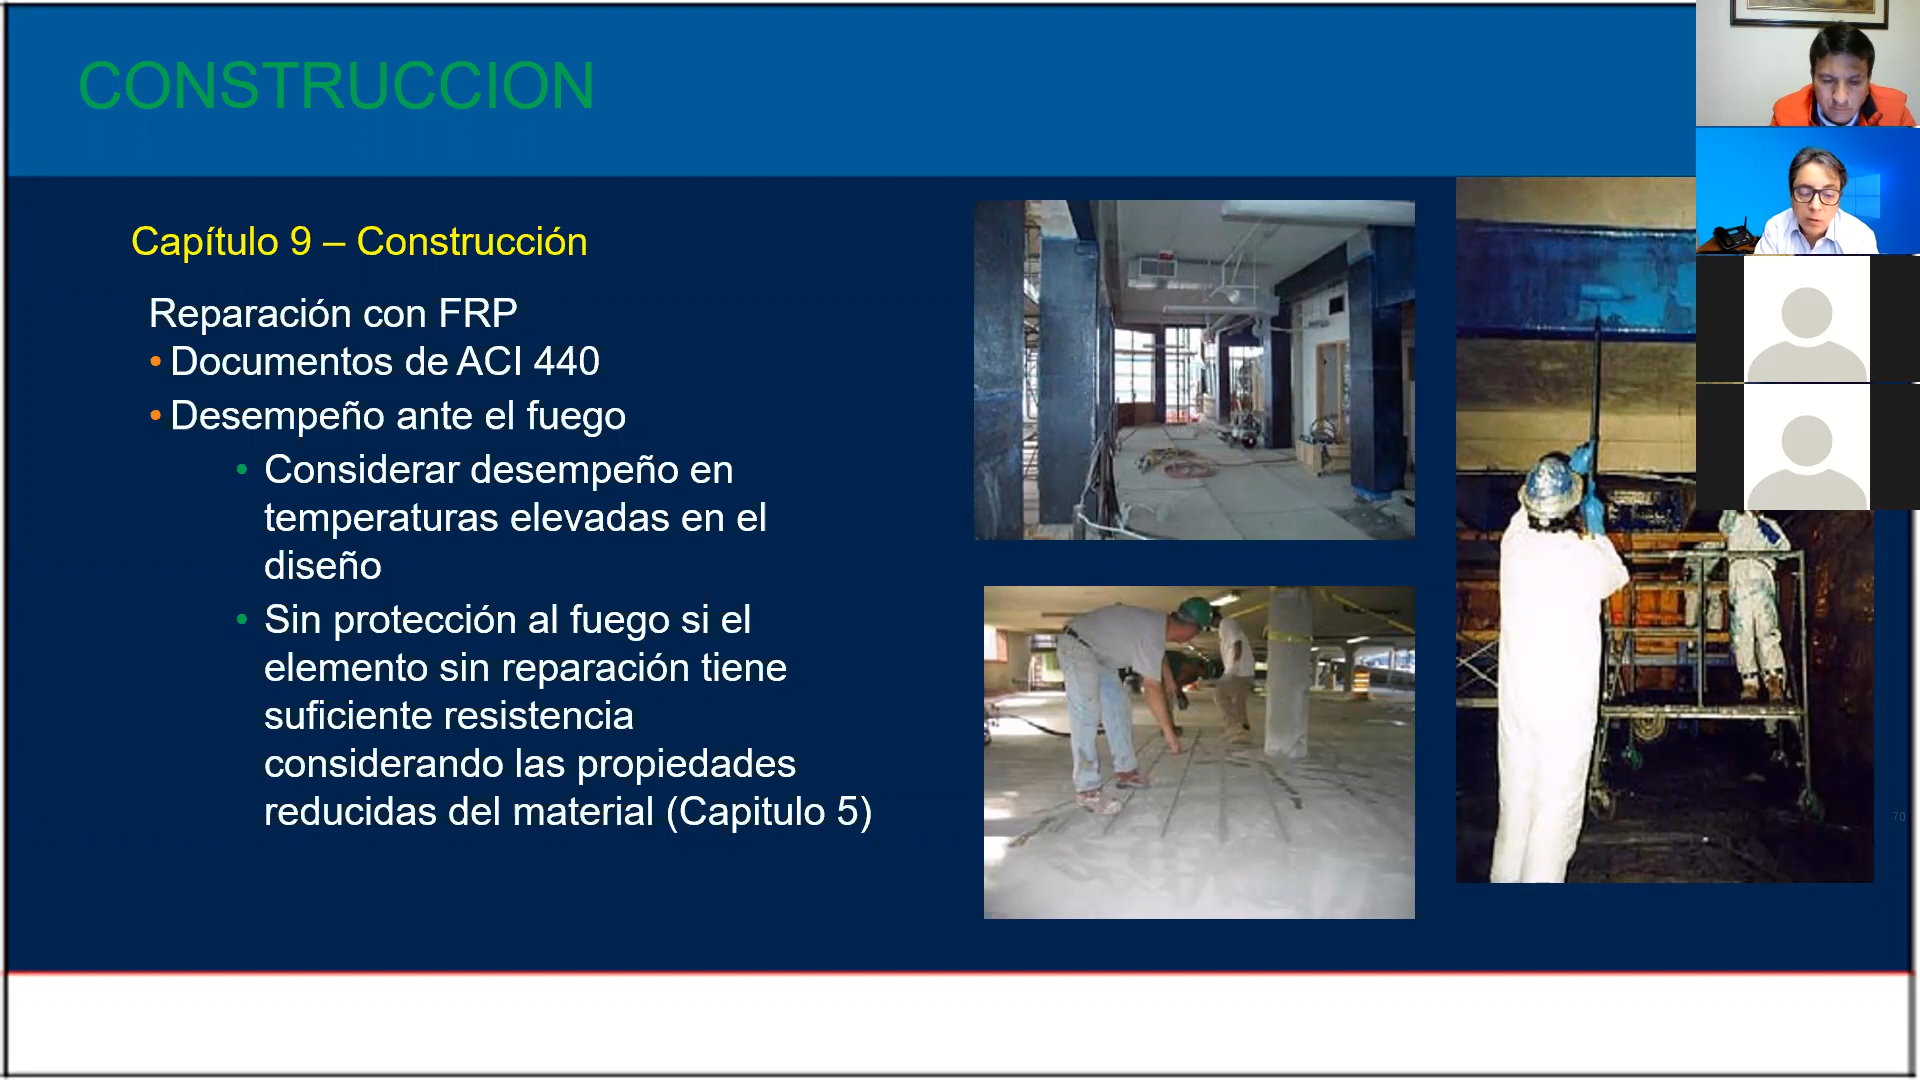 CONSTRUCCION
Capítulo 9 – Construcción
Reparación con FRP
• Documentos de ACI 440
• Desempeño ante el fuego
• Considerar desempeño en
temperaturas elevadas en el
diseño
• Sin protección al fuego si el
elemento sin reparación tiene
suficiente resistencia
considerando las propiedades
reducidas del material (Capitulo 5)
70